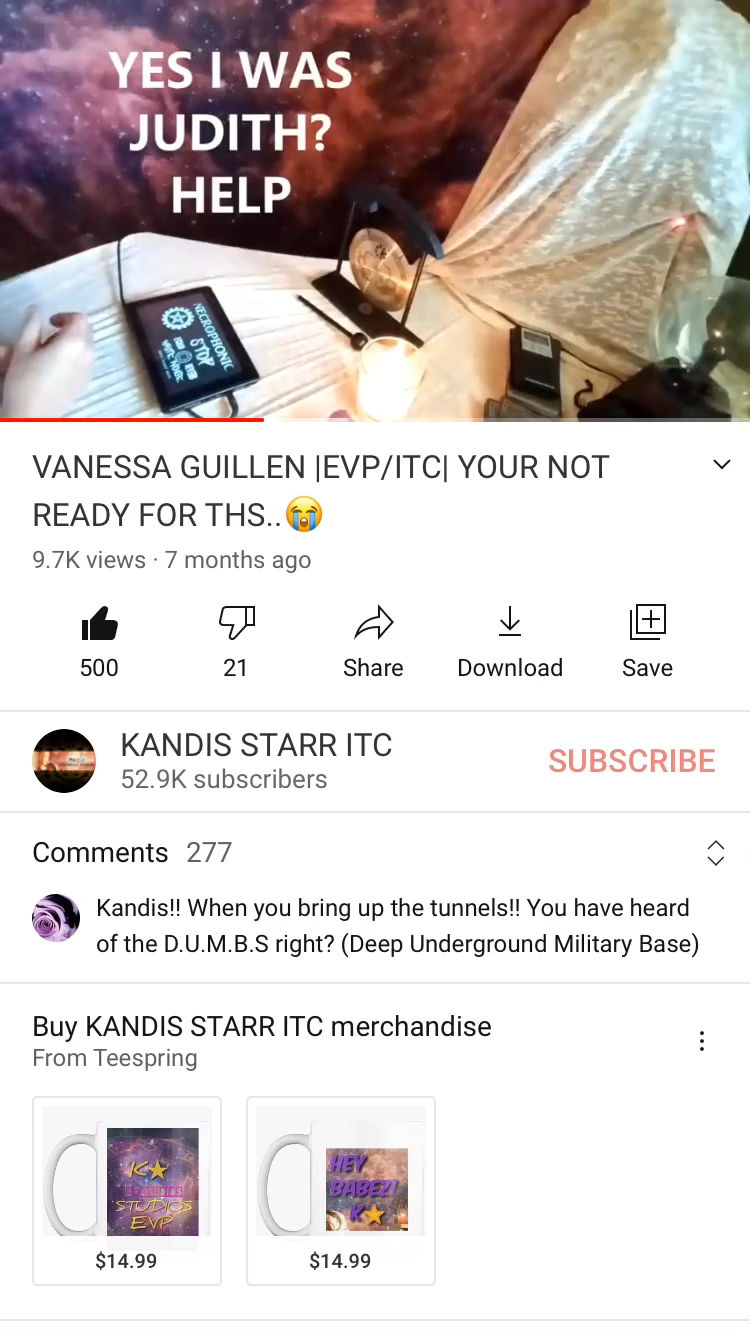 YES I WAS
JUDITH?
HELP
NECROPHONIC
STOP
WHITE NOISE
VANESSA GUILLEN |EVP/ITC| YOUR NOT
READY FOR THS..😭
9.7K views · 7 months ago
500
21
Share
Download
Save
KANDIS STARR ITC
52.9K subscribers
SUBSCRIBE
Comments 277
Kandis!! When you bring up the tunnels!! You have heard
of the D.U.M.B.S right? (Deep Underground Military Base)
Buy KANDIS STARR ITC merchandise
From Teespring
K
STUDIOS
EVP
HEY
BABEZ!
K
$14.99
$14.99